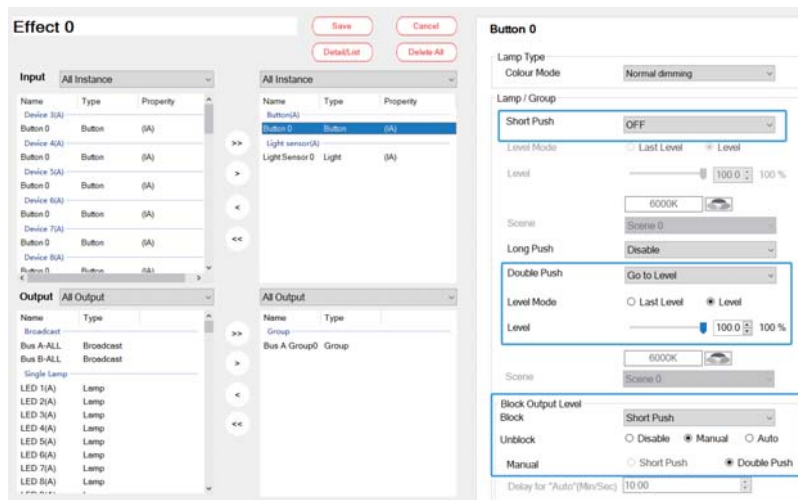 Effect 0
Save
Cancel
Detail/List
Delete All
Input
All Instance
Name Type Properity
Device 3(A)
Button 0 Button (IA)
Device 4(A)
Button 0 Button (IA)
Device 5(A)
Button 0 Button (IA)
Device 6(A)
Button 0 Button (IA)
Device 7(A)
Button 0 Button (IA)
Device 8(A)
Button 0 Button (IA)
>>
>
<
<<
All Instance
Name Type Properity
Button(A)
Button 0 Button (IA)
Light sensor(A)
Light Sensor 0 Light (IA)
Output
All Output
Name Type
Broadcast
Bus A-ALL Broadcast
Bus B-ALL Broadcast
Single Lamp
LED 1(A) Lamp
LED 2(A) Lamp
LED 3(A) Lamp
LED 4(A) Lamp
LED 5(A) Lamp
LED 6(A) Lamp
LED 7(A) Lamp
LED 8(A) Lamp
LED 9(A) Lamp
>>
>
<
<<
All Output
Name Type
Group
Bus A Group0 Group
Button 0
Lamp Type
Colour Mode Normal dimming
Lamp / Group
Short Push OFF
Level Mode Last Level Level
Level 100.0 100 %
6000K
Scene Scene 0
Long Push Disable
Double Push Go to Level
Level Mode Last Level Level
Level 100.0 100 %
6000K
Scene Scene 0
Block Output Level
Block Short Push
Unblock Disable Manual Auto
Manual Short Push Double Push
Delay for "Auto"(Min/Sec) 10:00